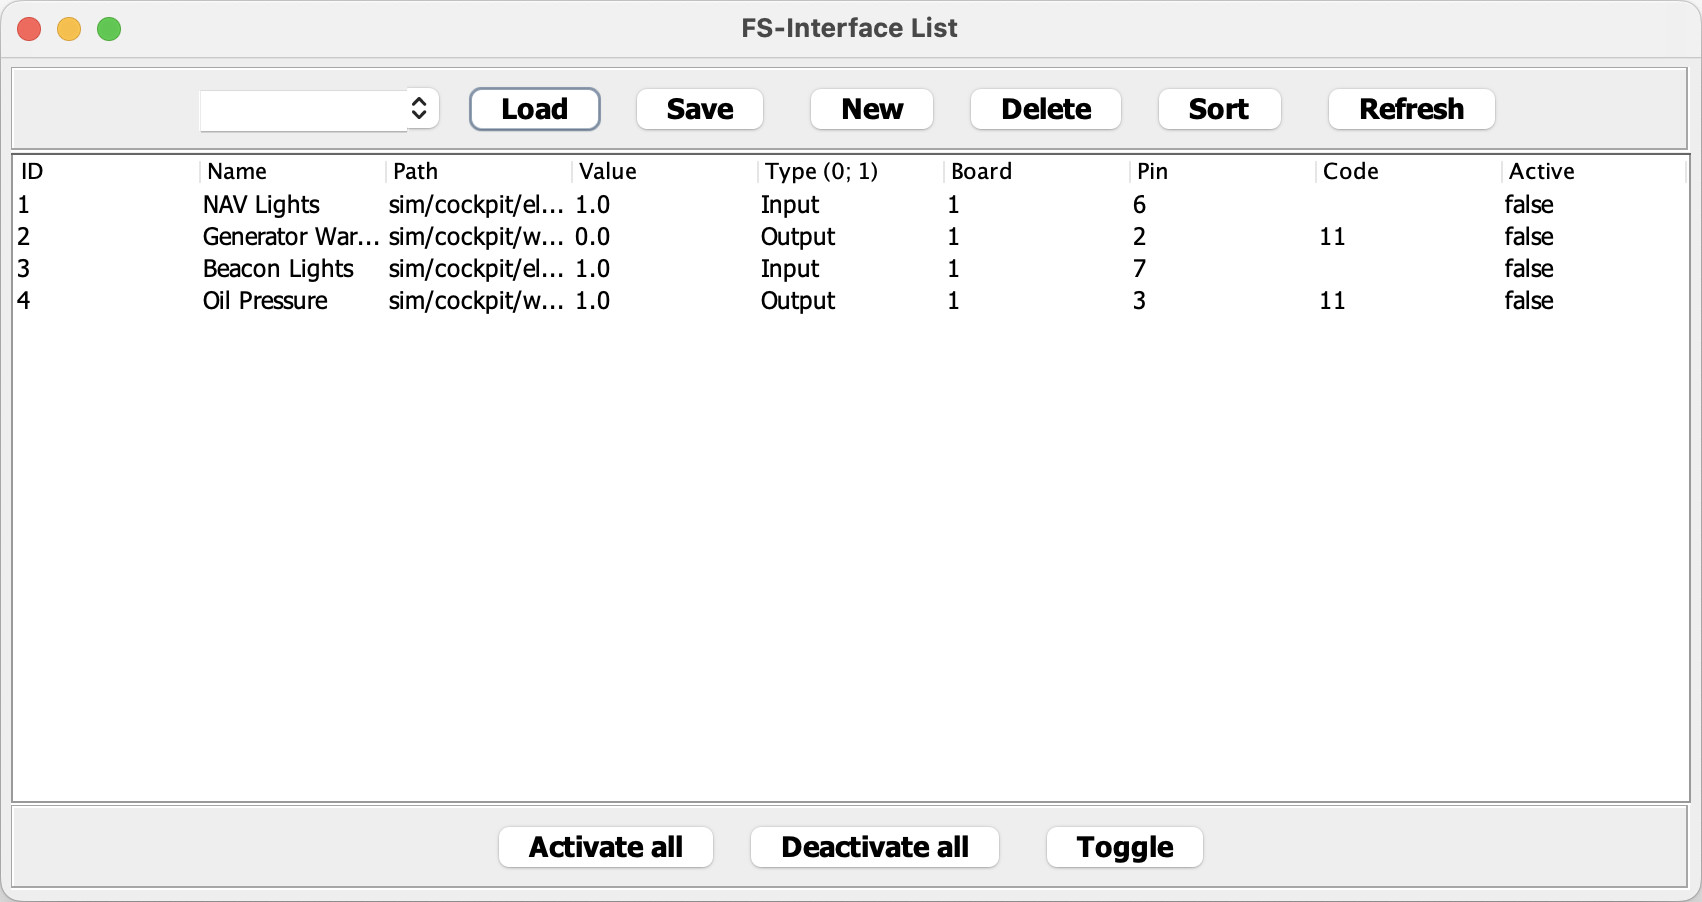 FS-Interface List
Load Save New Delete Sort Refresh
ID Name Path Value Type (0; 1) Board Pin Code Active
1 NAV Lights sim/cockpit/el... 1.0 Input 1 6 false
2 Generator War... sim/cockpit/w... 0.0 Output 1 2 11 false
3 Beacon Lights sim/cockpit/el... 1.0 Input 1 7 false
4 Oil Pressure sim/cockpit/w... 1.0 Output 1 3 11 false
Activate all Deactivate all Toggle